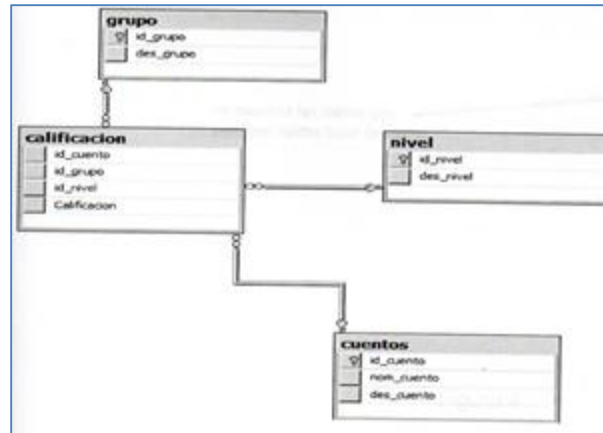 grupo
id_grupo
des_grupo
calificacion
id_cuento
id_grupo
id_nivel
Calificacion
nivel
id_nivel
des_nivel
cuentos
id_cuento
nom_cuento
des_cuento